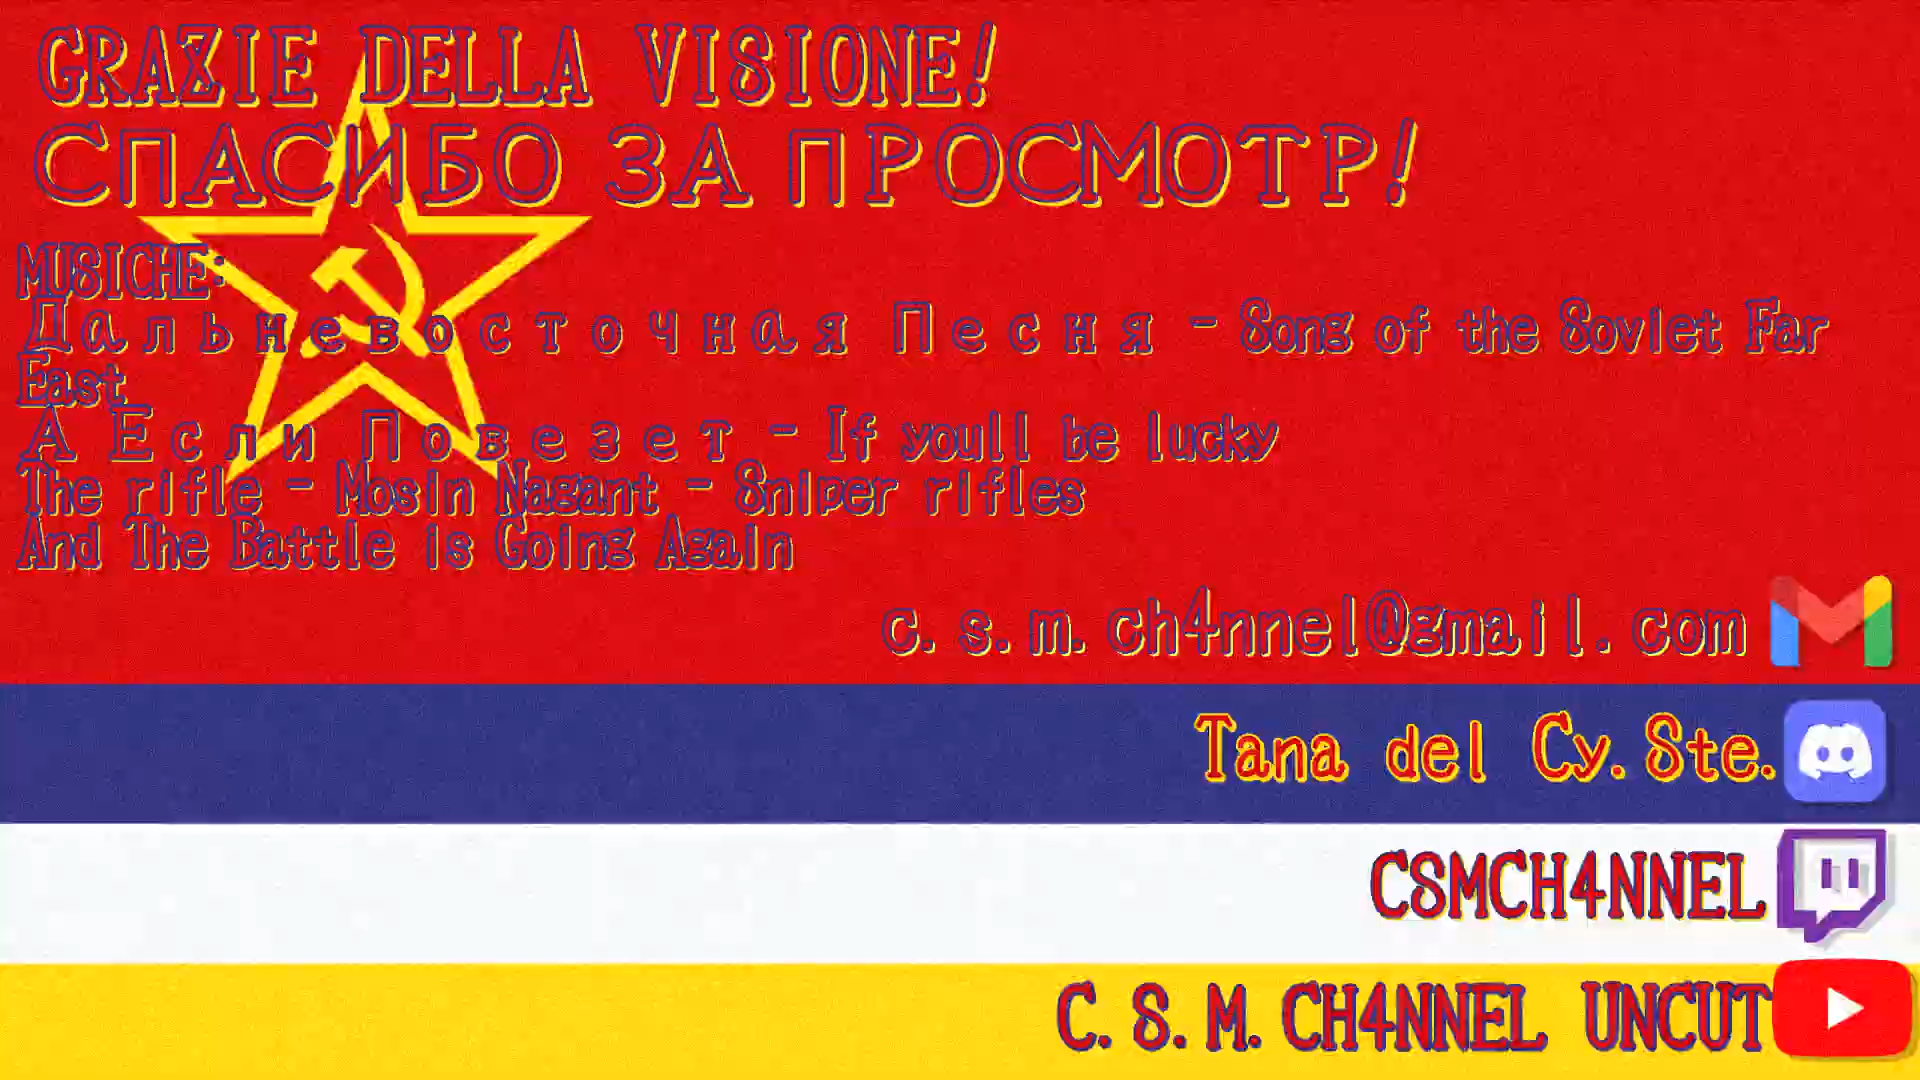 GRAZIE DELLA VISIONE!
СПАСИБО ЗА ПРОСМОТР!
MUSICHE:
Дальневосточная Песня - Song of the Soviet Far
East
А Если Повезет - If youll be lucky
The rifle - Mosin Nagant - Sniper rifles
And The Battle is Going Again
c.s.m.ch4nnel@gmail.com
Tana del Cy.Ste.
CSMCH4NNEL
C.S.M.CH4NNEL UNCUT